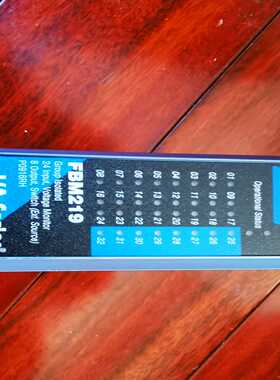 Operational Status
01 09 17 25
02 10 18 26
03 11 19 27
04 12 20 28
05 13 21 29
06 14 22 30
07 15 23 31
08 16 24 32
FBM219
Group Isolated
24 Input, Voltage Monitor
8 Output, Switch (Ext. Source)
P0916RH